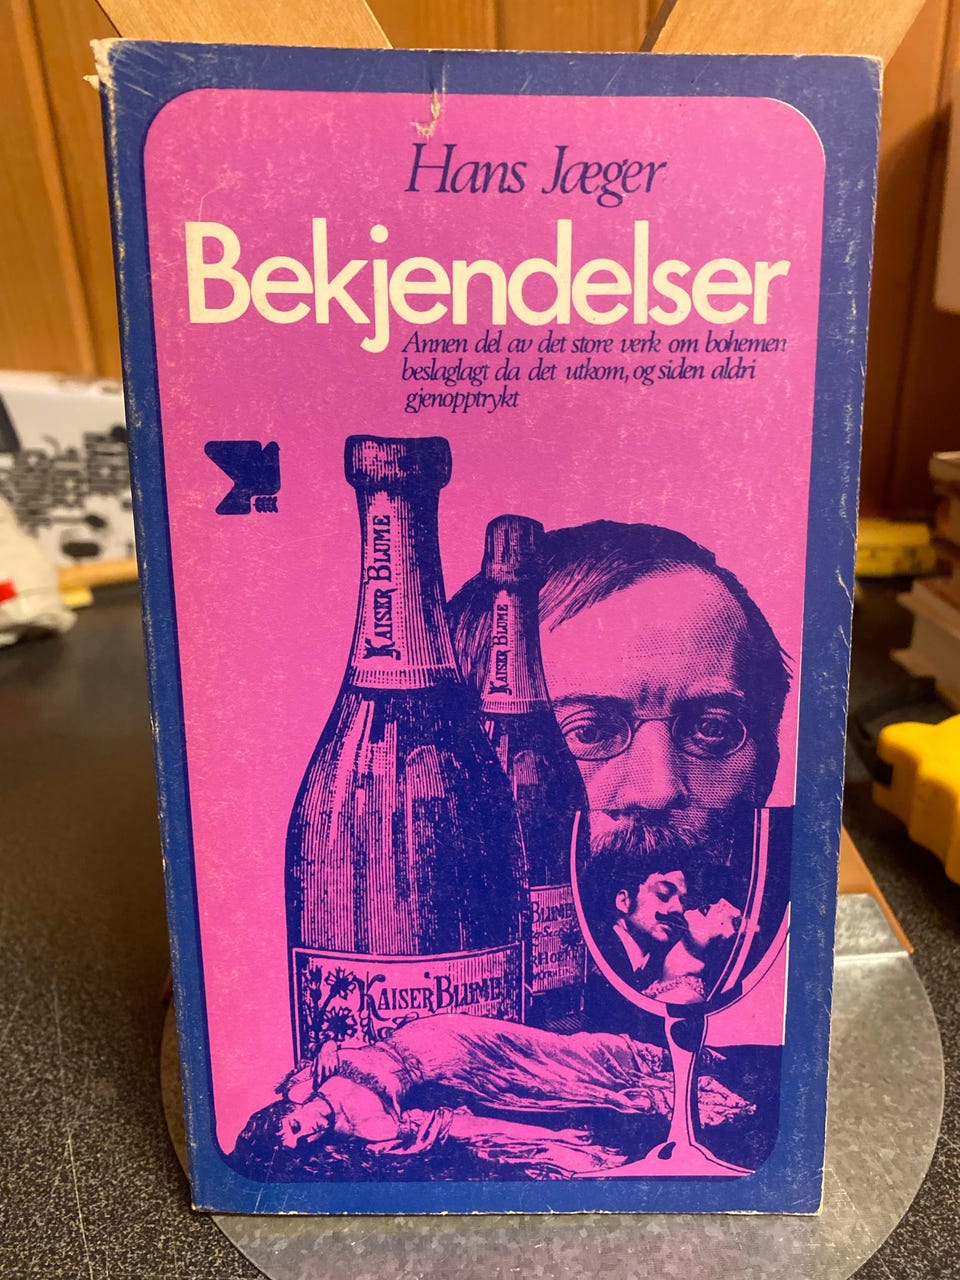 Hans Jæger
Bekjendelser
Annen del av det store verk om bohemen
beslaglagt da det utkom, og siden aldri
gjenopptrykt
KAISER BLUME
KAISER BLUME
BLUME
KAISER BLUME